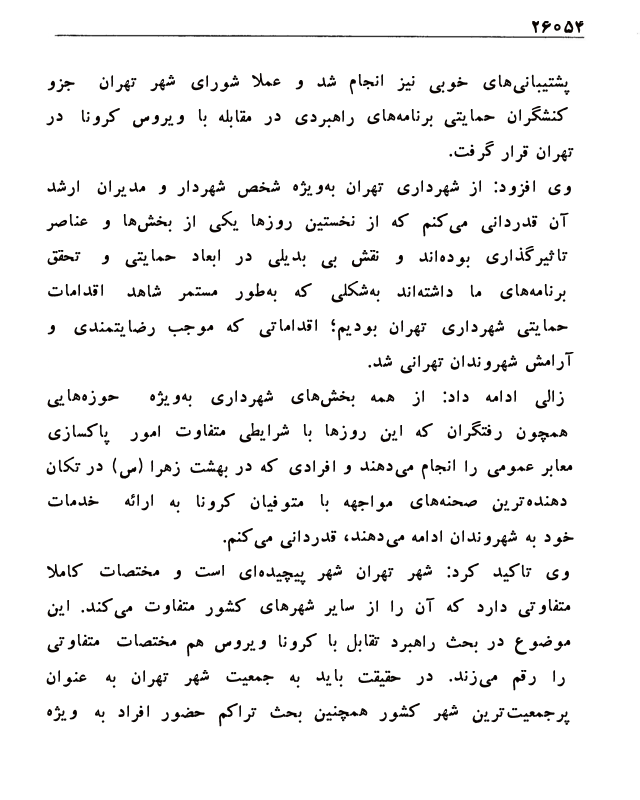 ۲۶۰۵۴
پشتیبانی‌های خوبی نیز انجام شد و عملا شورای شهر تهران جزو
کنشگران حمایتی برنامه‌های راهبردی در مقابله با ویروس کرونا در
تهران قرار گرفت.
وی افزود: از شهرداری تهران به‌ویژه شخص شهردار و مدیران ارشد
آن قدردانی می‌کنم که از نخستین روزها یکی از بخش‌ها و عناصر
تاثیرگذاری بوده‌اند و نقش بی بدیلی در ابعاد حمایتی و تحقق
برنامه‌های ما داشته‌اند به‌شکلی که به‌طور مستمر شاهد اقدامات
حمایتی شهرداری تهران بودیم؛ اقداماتی که موجب رضایتمندی و
آرامش شهروندان تهرانی شد.
زالی ادامه داد: از همه بخش‌های شهرداری به‌ویژه حوزه‌هایی
همچون رفتگران که این روزها با شرایطی متفاوت امور پاکسازی
معابر عمومی را انجام می‌دهند و افرادی که در بهشت زهرا (س) در تکان
دهنده‌ترین صحنه‌های مواجهه با متوفیان کرونا به ارائه خدمات
خود به شهروندان ادامه می‌دهند، قدردانی می‌کنم.
وی تاکید کرد: شهر تهران شهر پیچیده‌ای است و مختصات کاملا
متفاوتی دارد که آن را از سایر شهرهای کشور متفاوت می‌کند. این
موضوع در بحث راهبرد تقابل با کرونا ویروس هم مختصات متفاوتی
را رقم می‌زند. در حقیقت باید به جمعیت شهر تهران به عنوان
پرجمعیت‌ترین شهر کشور همچنین بحث تراکم حضور افراد به ویژه